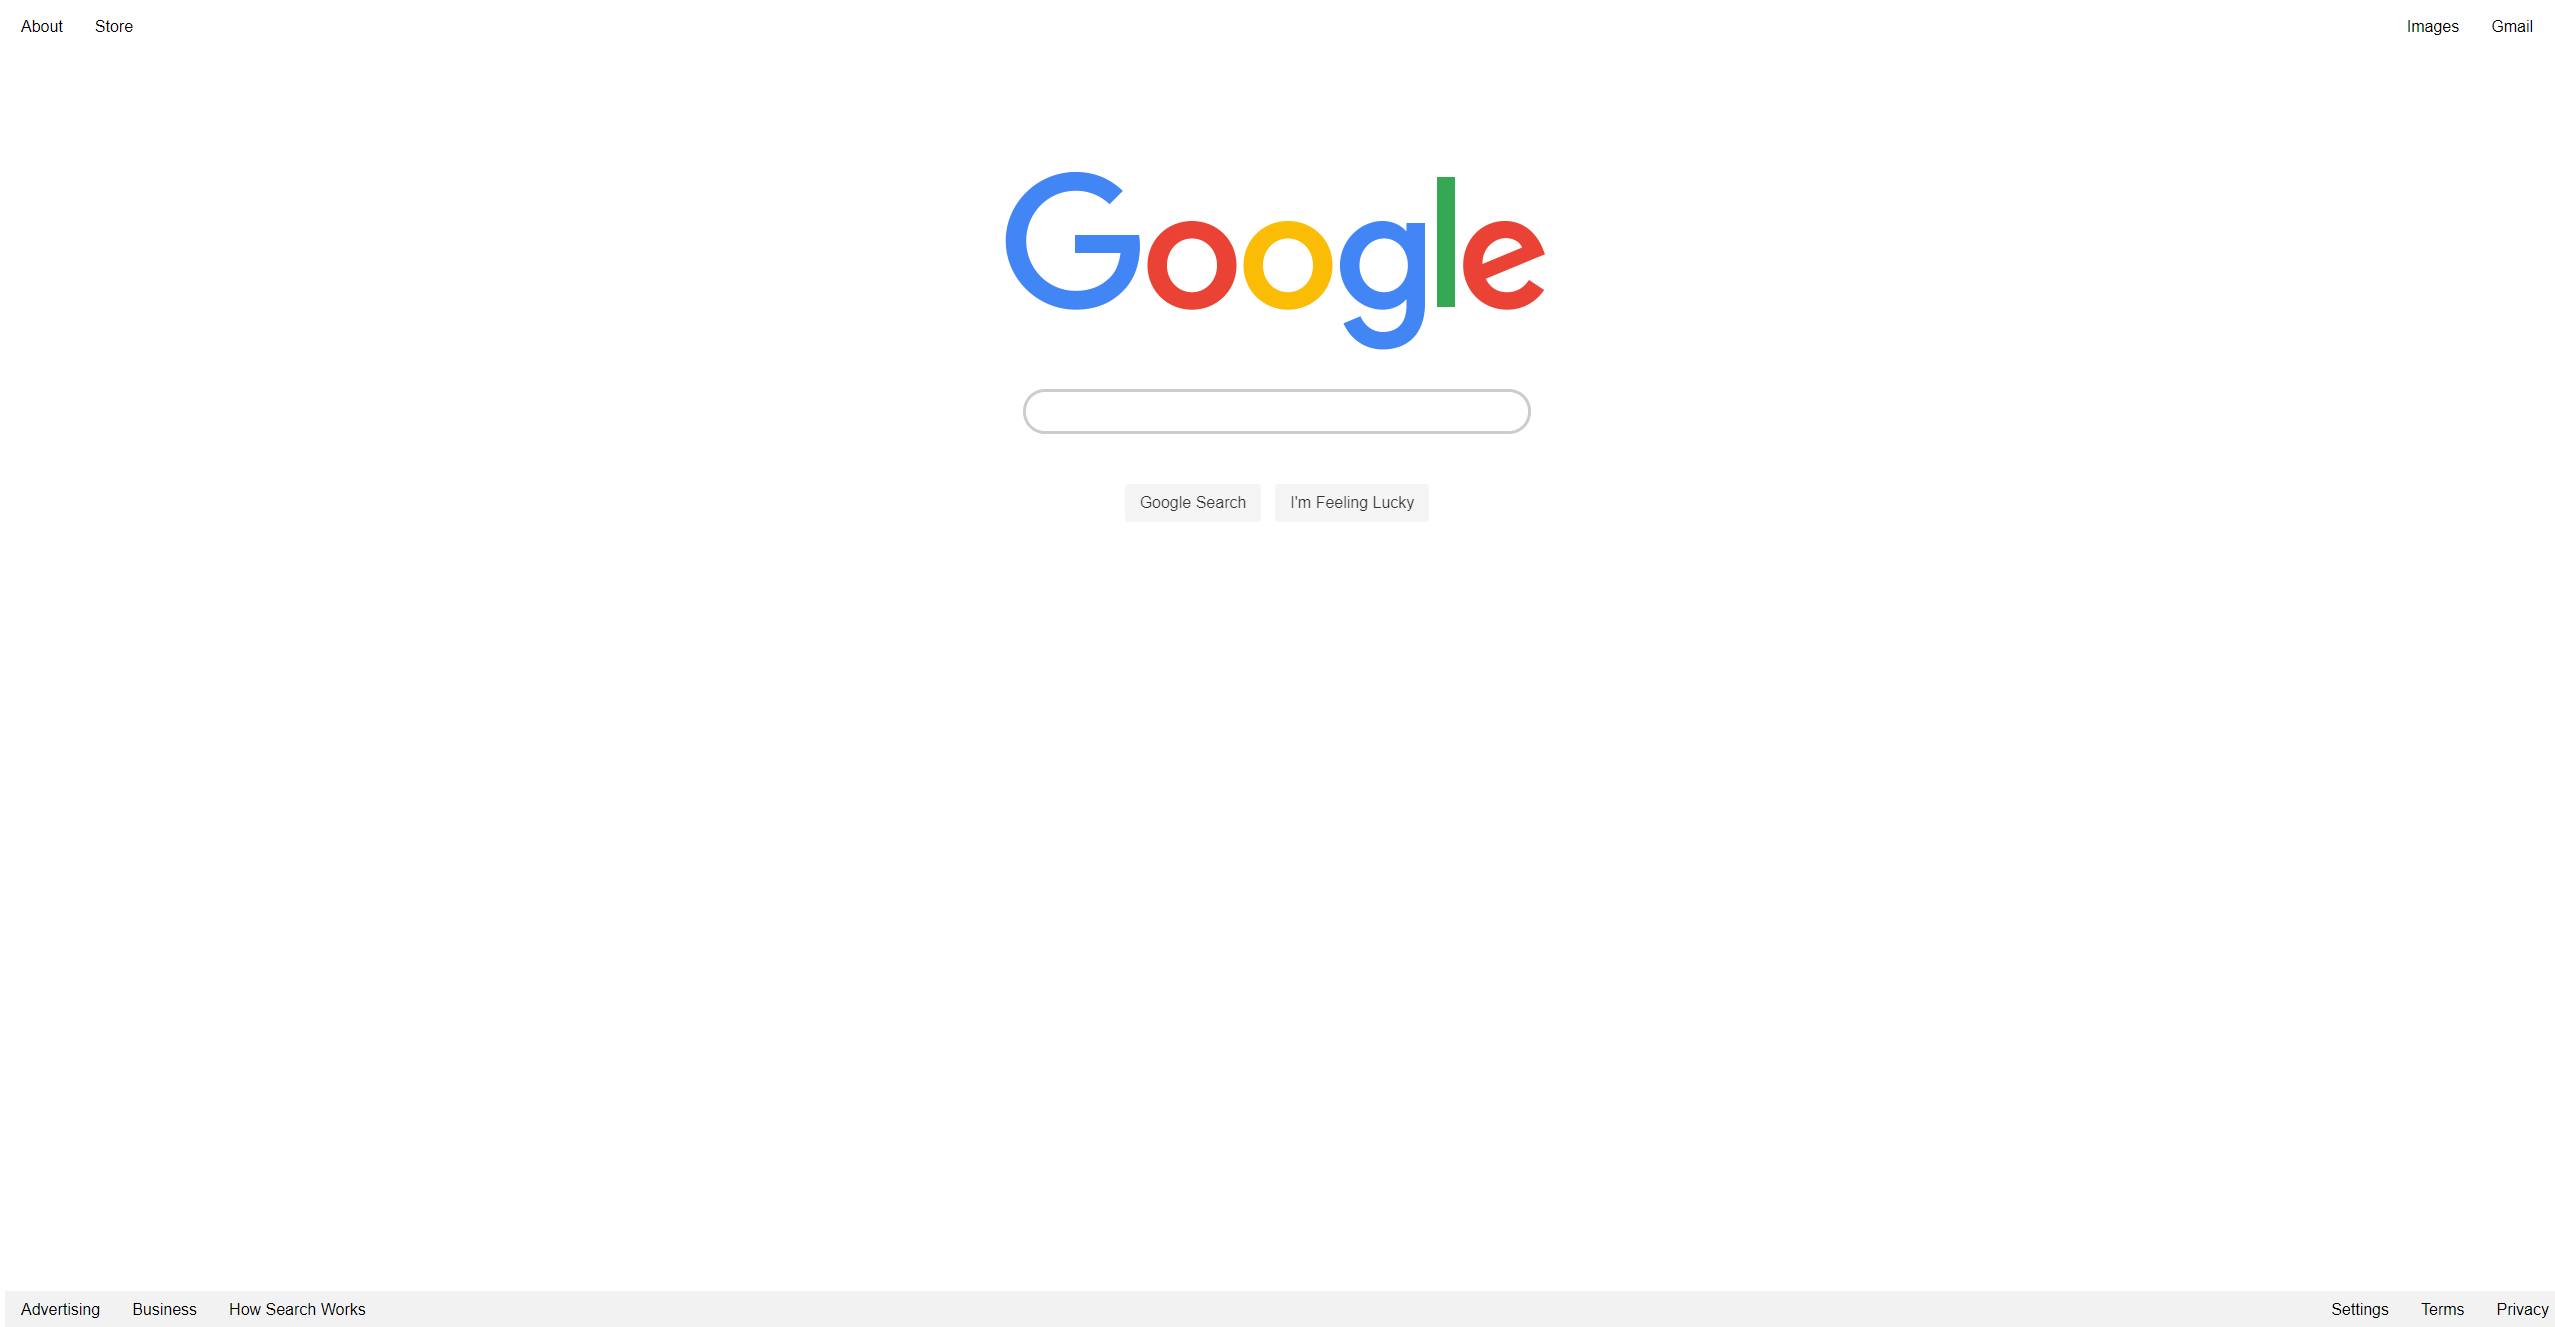 About Store Images Gmail
Google
Google Search I'm Feeling Lucky
Advertising Business How Search Works Settings Terms Privacy